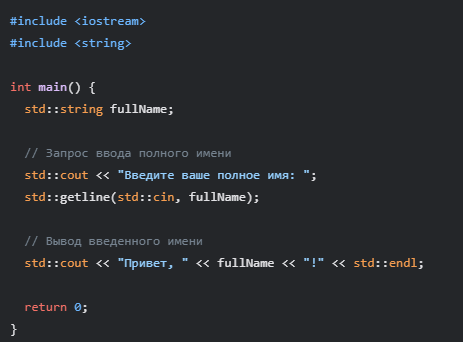 #include <iostream>
#include <string>

int main() {
  std::string fullName;

  // Запрос ввода полного имени
  std::cout << "Введите ваше полное имя: ";
  std::getline(std::cin, fullName);

  // Вывод введенного имени
  std::cout << "Привет, " << fullName << "!" << std::endl;

  return 0;
}